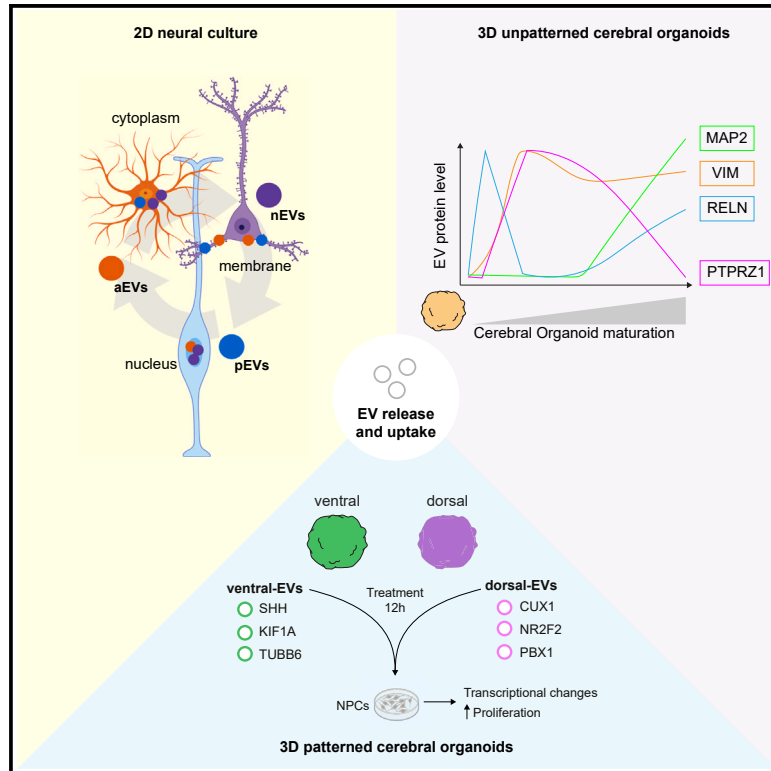 2D neural culture
cytoplasm
nEVs
membrane
aEVs
nucleus
pEVs
3D unpatterned cerebral organoids
EV protein level
MAP2
VIM
RELN
PTPRZ1
Cerebral Organoid maturation
EV release
and uptake
ventral
dorsal
ventral-EVs
SHH
KIF1A
TUBB6
Treatment
12h
dorsal-EVs
CUX1
NR2F2
PBX1
NPCs
Transcriptional changes
↑ Proliferation
3D patterned cerebral organoids